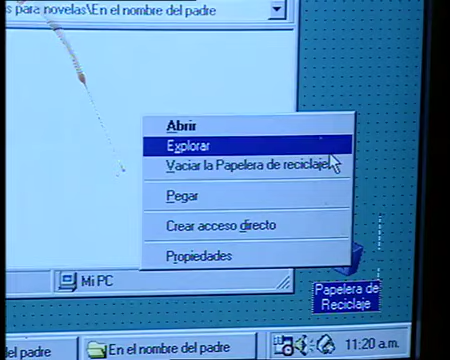 s para novelas\En el nombre del padre
Abrir
Explorar
Vaciar la Papelera de reciclaje
Pegar
Crear acceso directo
Propiedades
Mi PC
Papelera de
Reciclaje
del padre
En el nombre del padre
11:20 a.m.